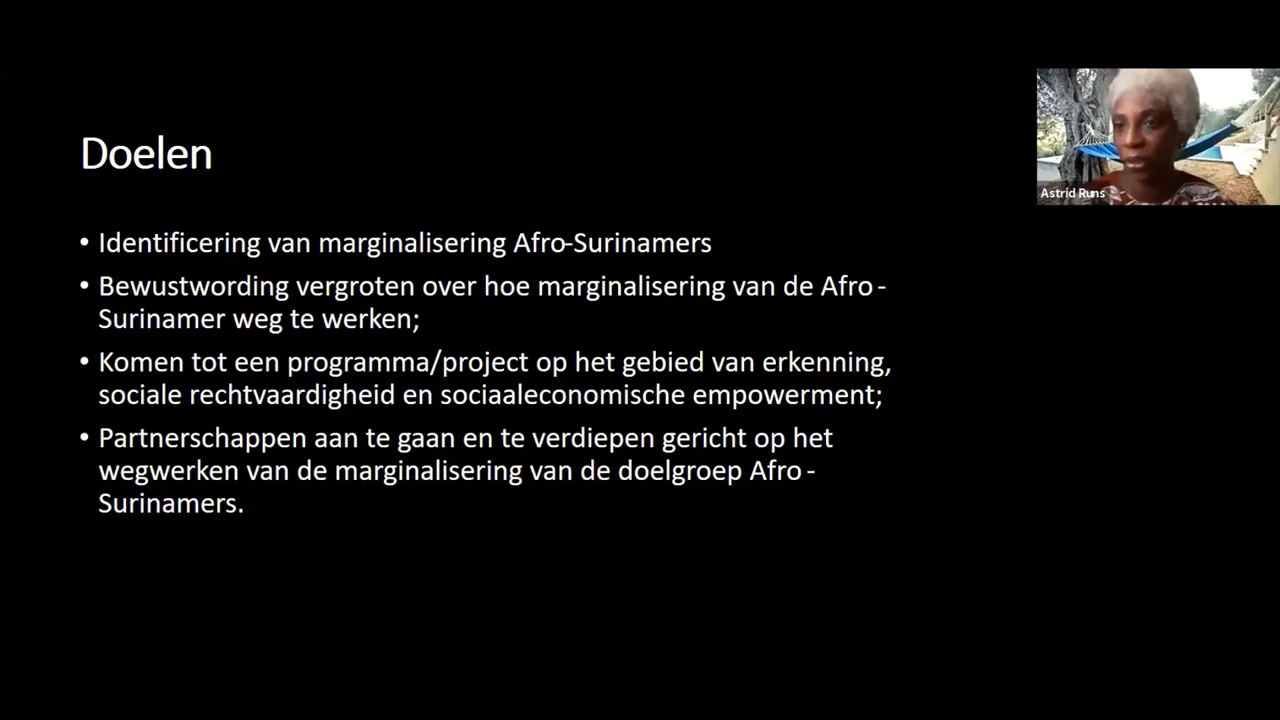 Doelen
Astrid Runs
• Identificering van marginalisering Afro-Surinamers
• Bewustwording vergroten over hoe marginalisering van de Afro-
Surinamer weg te werken;
• Komen tot een programma/project op het gebied van erkenning,
sociale rechtvaardigheid en sociaaleconomische empowerment;
• Partnerschappen aan te gaan en te verdiepen gericht op het
wegwerken van de marginalisering van de doelgroep Afro-
Surinamers.